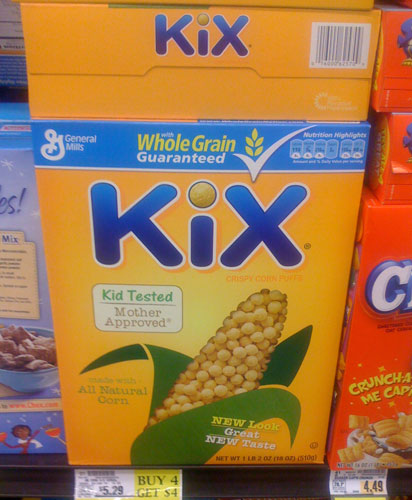 KiX
General
Mills
with
Whole Grain
Guaranteed
Nutrition Highlights
KiX
CRISPY CORN PUFFS
Kid Tested
Mother
Approved®
made with
All Natural
Corn
NEW Look
Great
NEW Taste
NET WT 1 LB 2 OZ (18 OZ) (510g)
es!
Mix
C
CRUNCHA
ME CAP
5.29
BUY 4
GET $4
4.49